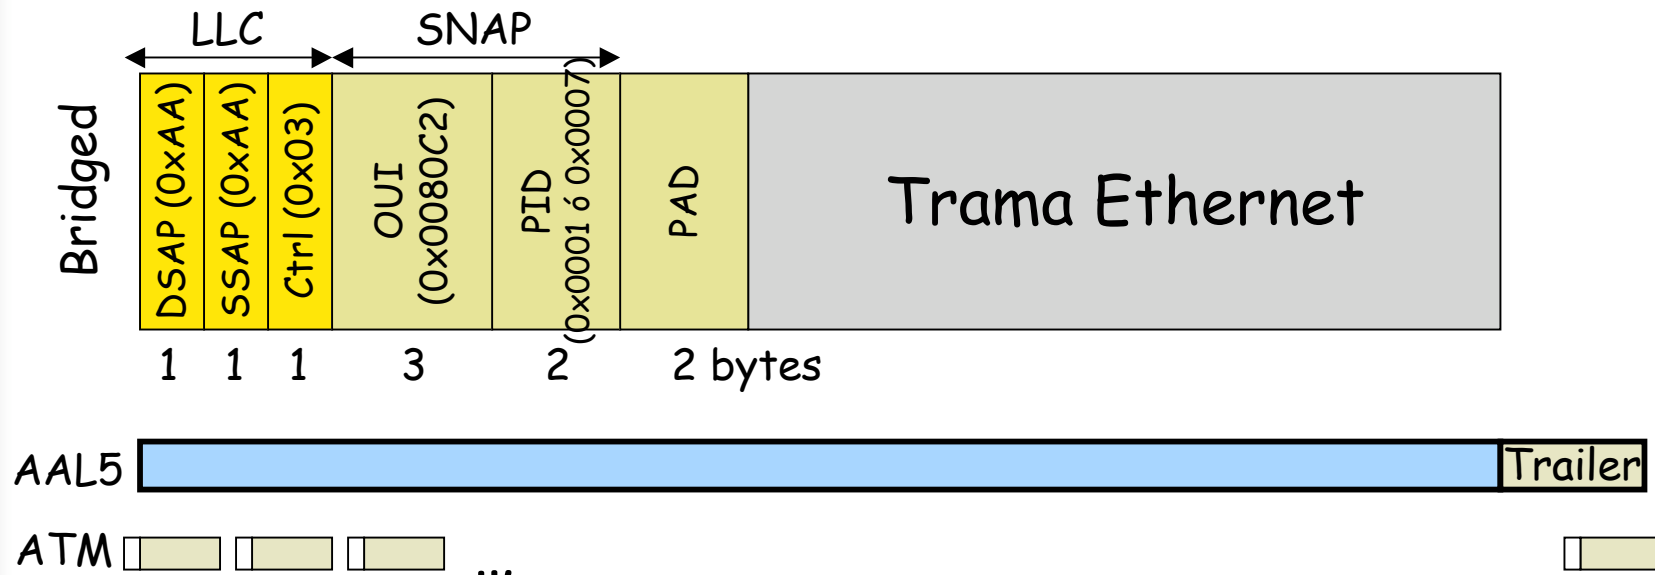 LLC
SNAP
Bridged
DSAP (0xAA)
SSAP (0xAA)
Ctrl (0x03)
OUI
(0x0080C2)
PID
(0x0001 ó 0x0007)
PAD
Trama Ethernet
1 1 1 3 2 2 bytes
AAL5
Trailer
ATM
...